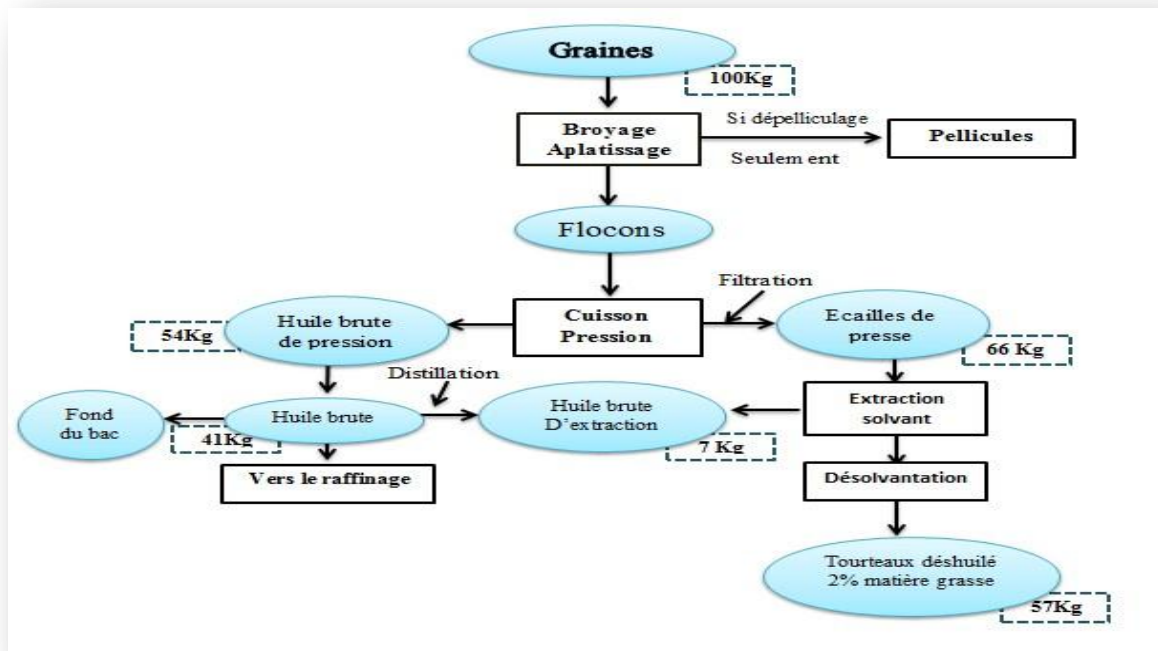 Graines
100Kg
Broyage
Aplatissage
Si dépelliculage
Seulement
Pellicules
Flocons
Filtration
Cuisson
Pression
Huile brute
de pression
54Kg
Ecailles de
presse
66 Kg
Distillation
Fond
du bac
Huile brute
41Kg
Huile brute
D'extraction
7 Kg
Extraction
solvant
Vers le raffinage
Désolvantation
Tourteaux déshuilé
2% matière grasse
57Kg